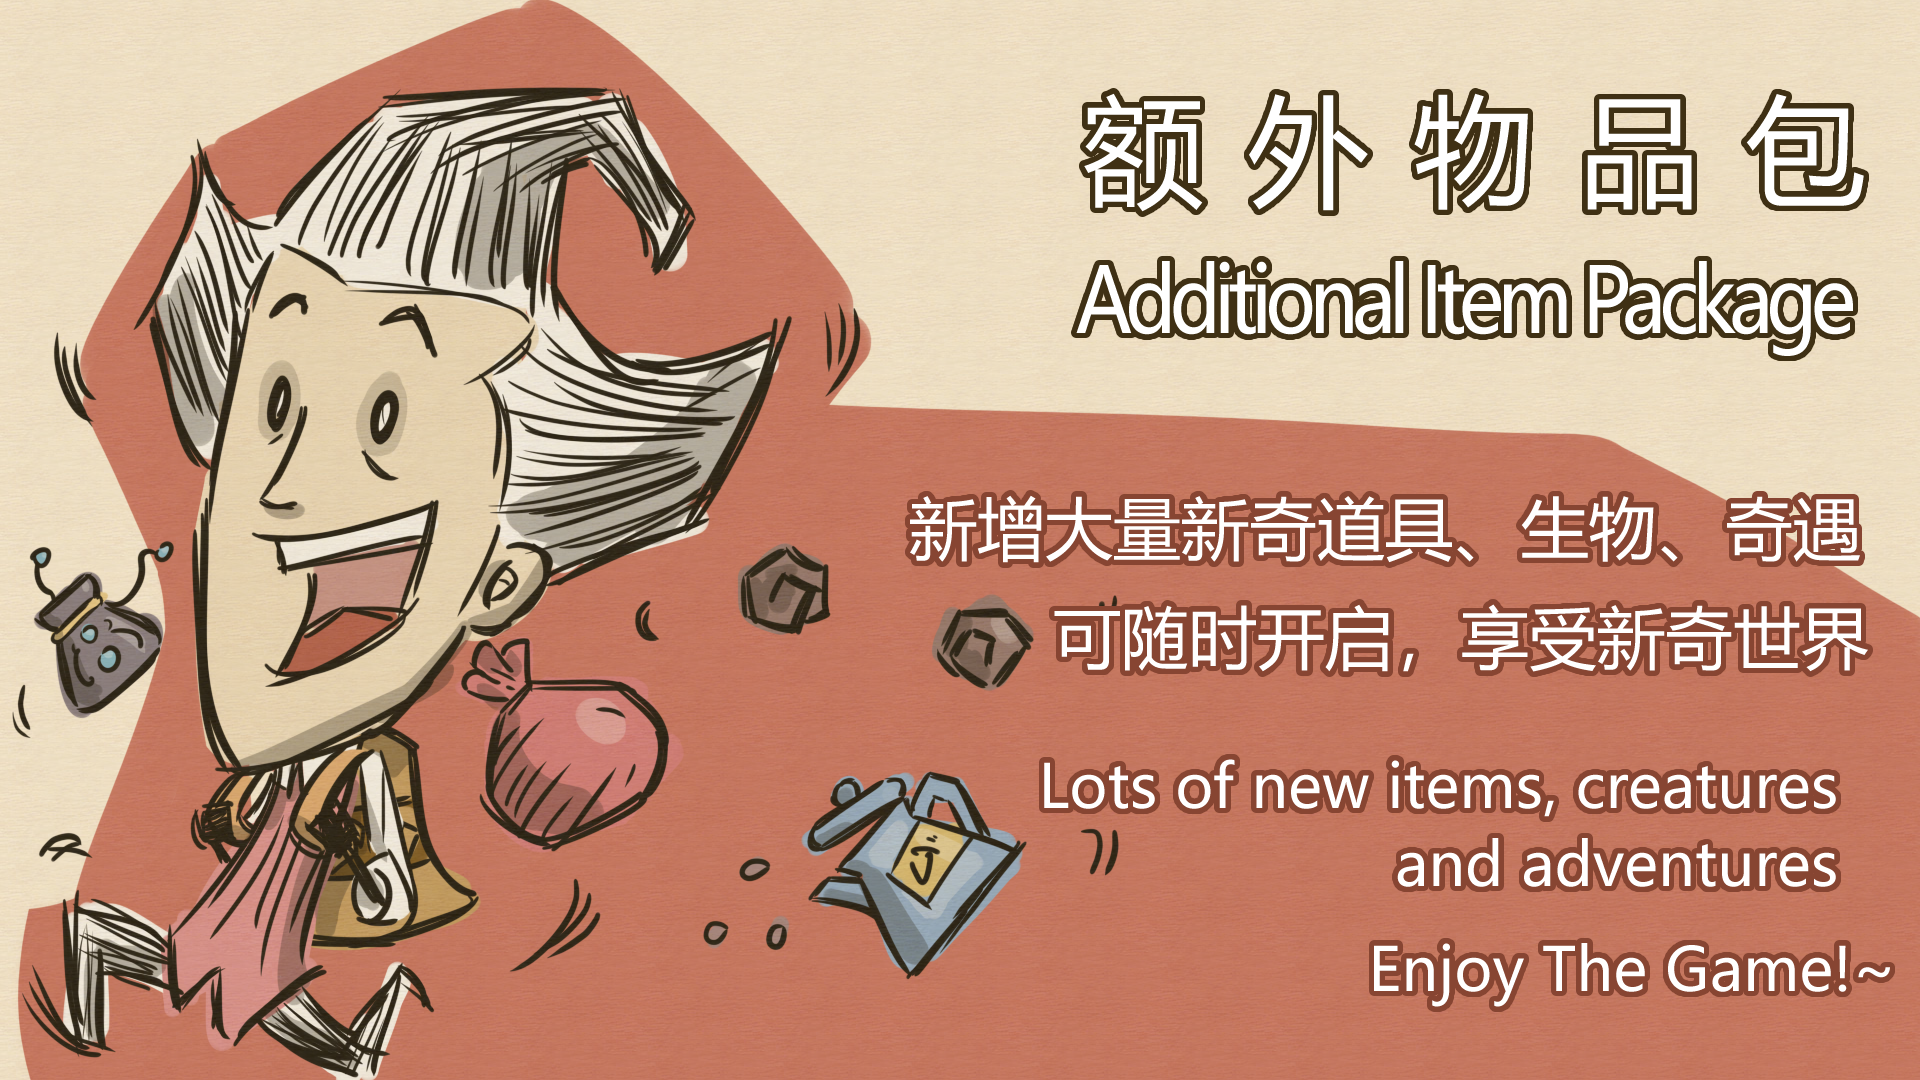 额外物品包
Additional Item Package
新增大量新奇道具、生物、奇遇
可随时开启，享受新奇世界
Lots of new items, creatures
and adventures
Enjoy The Game!~